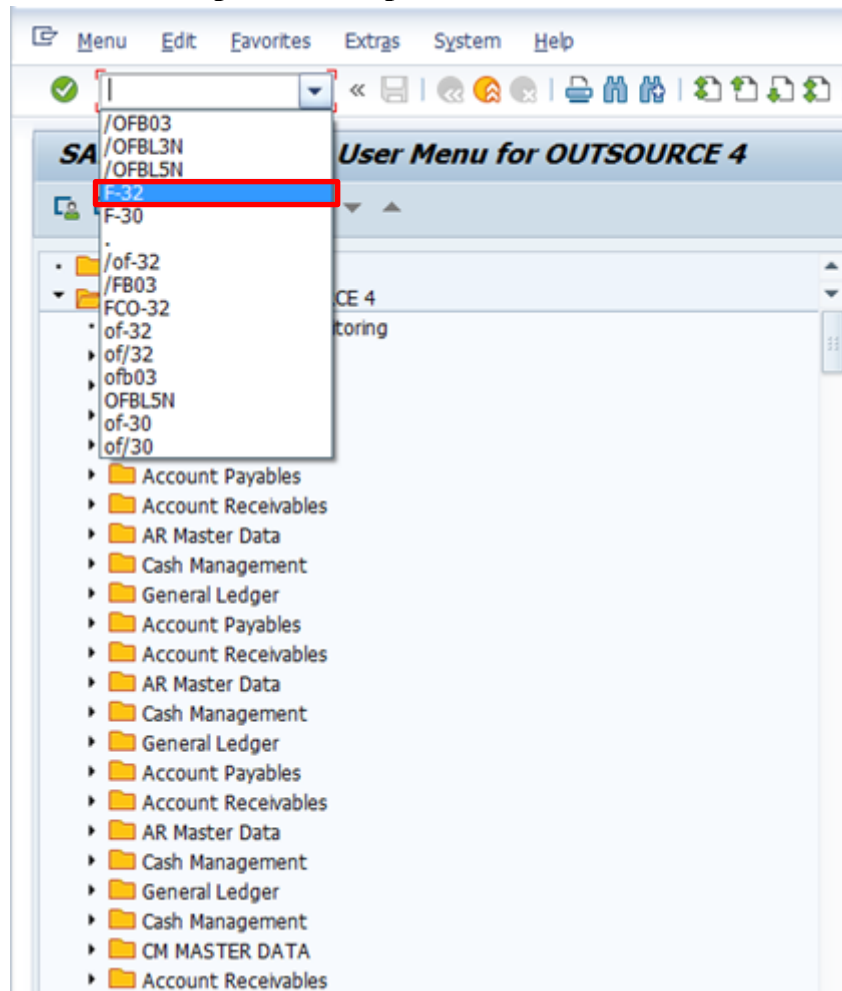 Menu Edit Favorites Extras System Help
/OFB03
/OFBL3N
/OFBL5N
F-32
F-30
.
/of-32
/FB03
FCO-32
of-32
of/32
ofb03
OFBL5N
of-30
of/30
SA User Menu for OUTSOURCE 4
CE 4
itoring
Account Payables
Account Receivables
AR Master Data
Cash Management
General Ledger
Account Payables
Account Receivables
AR Master Data
Cash Management
General Ledger
Account Payables
Account Receivables
AR Master Data
Cash Management
General Ledger
Cash Management
CM MASTER DATA
Account Receivables